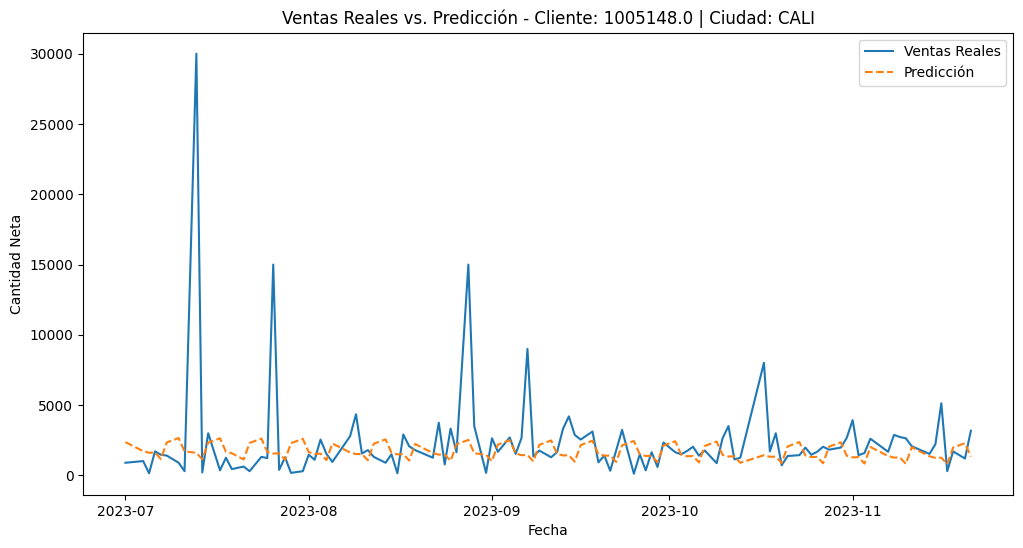 Ventas Reales vs. Predicción - Cliente: 1005148.0 | Ciudad: CALI
Ventas Reales
Predicción
Cantidad Neta
30000
25000
20000
15000
10000
5000
0
2023-07
2023-08
2023-09
2023-10
2023-11
Fecha